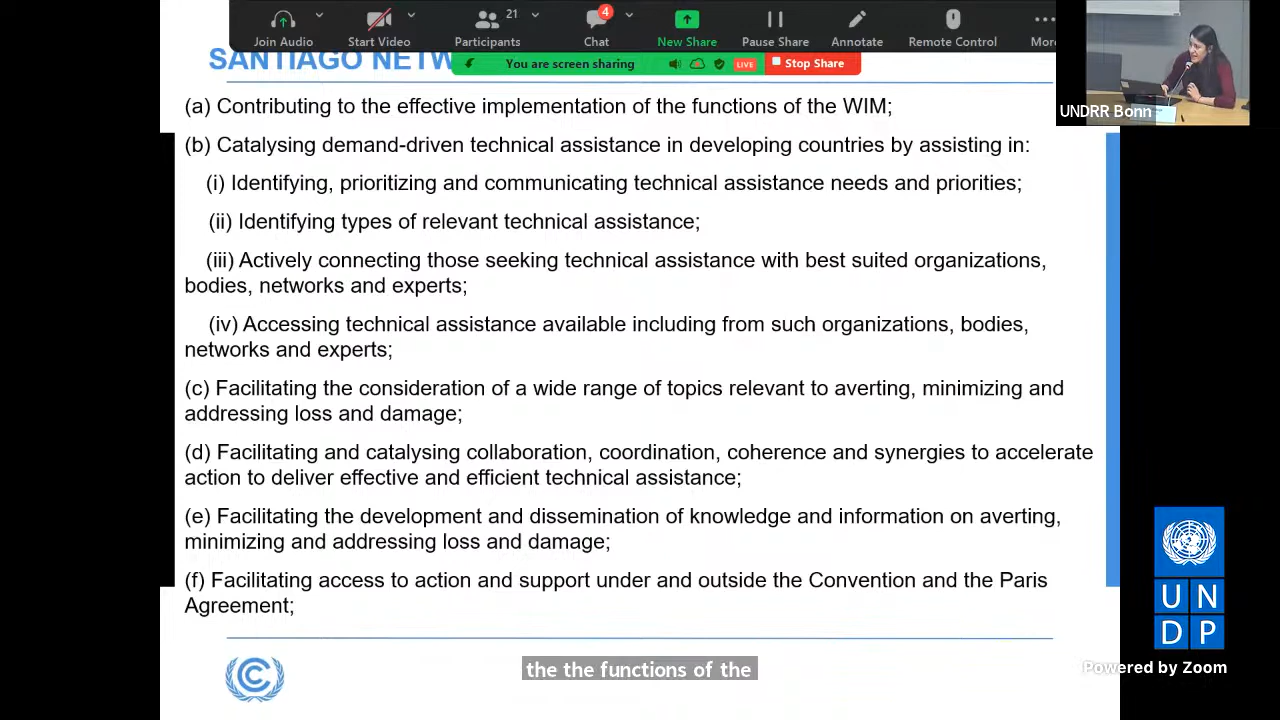 Join Audio
Start Video
21
Participants
4
Chat
New Share
Pause Share
Annotate
Remote Control
More
SANTIAGO NETW
You are screen sharing
LIVE
Stop Share
UNDRR Bonn
(a) Contributing to the effective implementation of the functions of the WIM;
(b) Catalysing demand-driven technical assistance in developing countries by assisting in:
(i) Identifying, prioritizing and communicating technical assistance needs and priorities;
(ii) Identifying types of relevant technical assistance;
(iii) Actively connecting those seeking technical assistance with best suited organizations,
bodies, networks and experts;
(iv) Accessing technical assistance available including from such organizations, bodies,
networks and experts;
(c) Facilitating the consideration of a wide range of topics relevant to averting, minimizing and
addressing loss and damage;
(d) Facilitating and catalysing collaboration, coordination, coherence and synergies to accelerate
action to deliver effective and efficient technical assistance;
(e) Facilitating the development and dissemination of knowledge and information on averting,
minimizing and addressing loss and damage;
(f) Facilitating access to action and support under and outside the Convention and the Paris
Agreement;
U N
D P
the the functions of the
Powered by Zoom